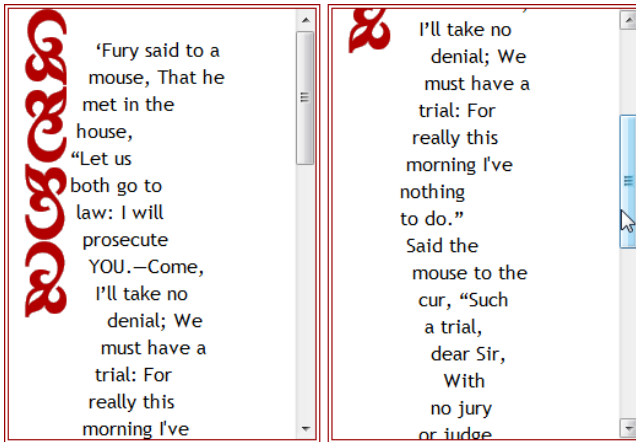 ‘Fury said to a
mouse, That he
met in the
house,
“Let us
both go to
law: I will
prosecute
YOU.—Come,
I’ll take no
denial; We
must have a
trial: For
really this
morning I've
I’ll take no
denial; We
must have a
trial: For
really this
morning I've
nothing
to do.”
Said the
mouse to the
cur, “Such
a trial,
dear Sir,
With
no jury
or judge